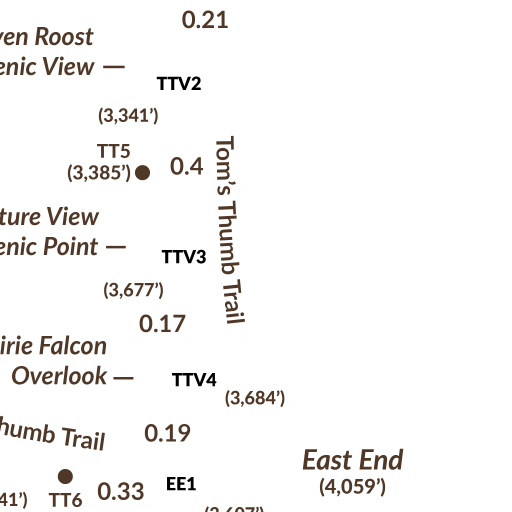 0.21
ven Roost
enic View —
TTV2
(3,341’)
TT5
(3,385’)
0.4
Tom’s Thumb Trail
ture View
enic Point —
TTV3
(3,677’)
0.17
irie Falcon
Overlook —
TTV4
(3,684’)
humb Trail
0.19
East End
(4,059’)
EE1
0.33
41’)
TT6